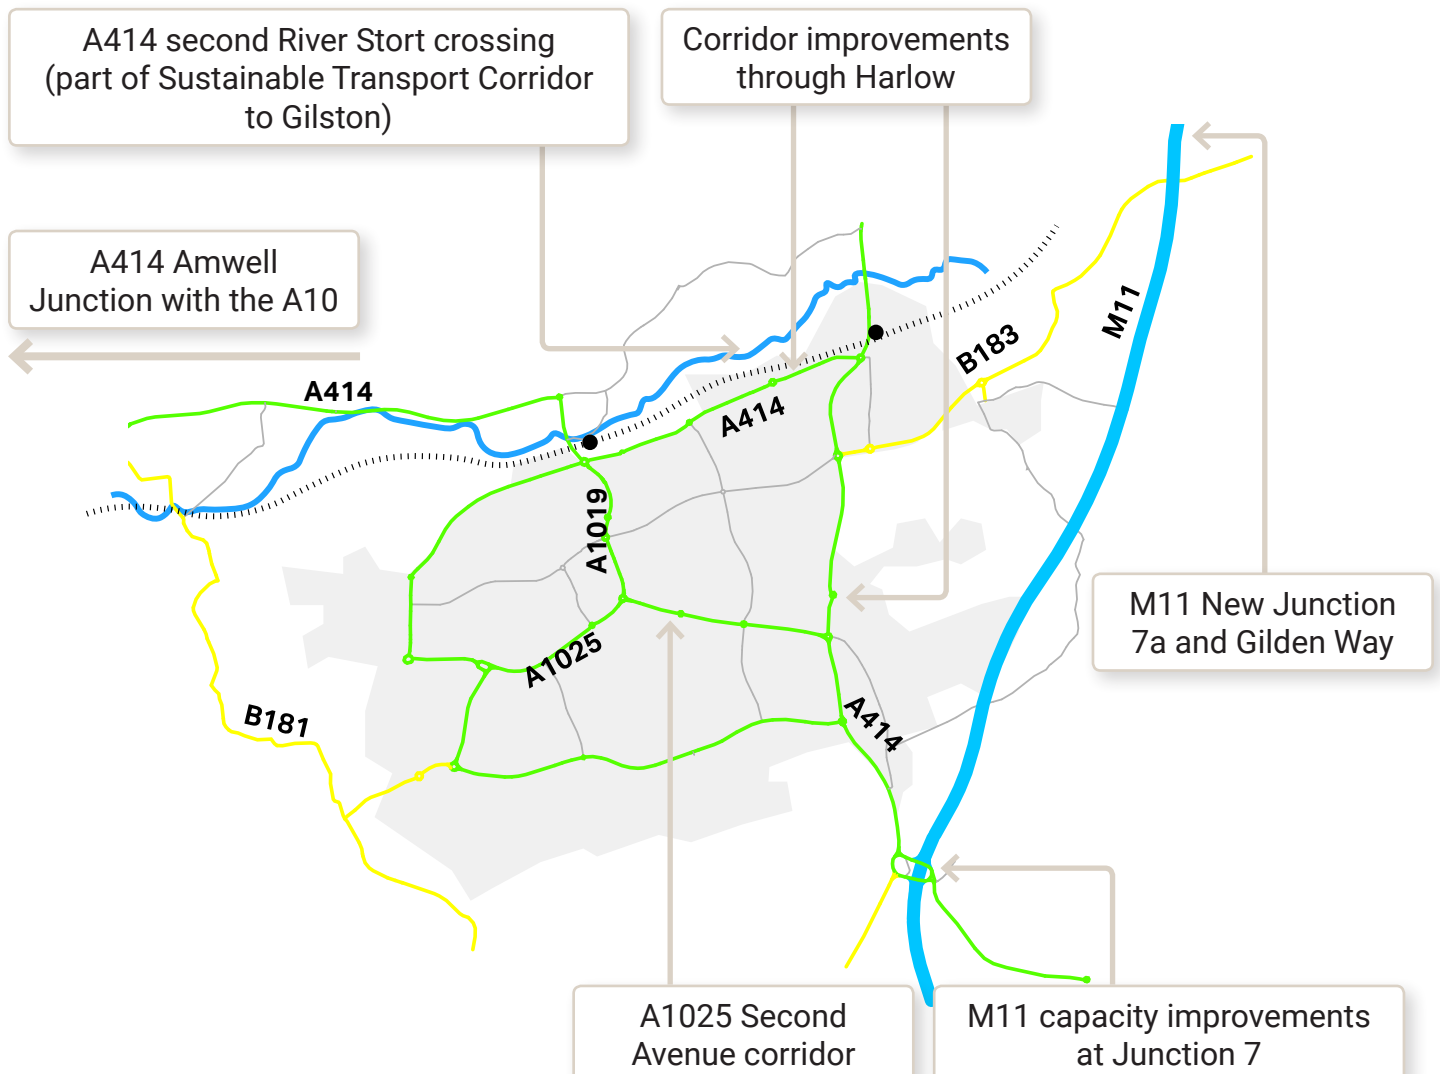 A414 second River Stort crossing
(part of Sustainable Transport Corridor
to Gilston)
Corridor improvements
through Harlow
A414 Amwell
Junction with the A10
M11
B183
A414
A414
A1019
M11 New Junction
7a and Gilden Way
A1025
B181
A414
A1025 Second
Avenue corridor
M11 capacity improvements
at Junction 7